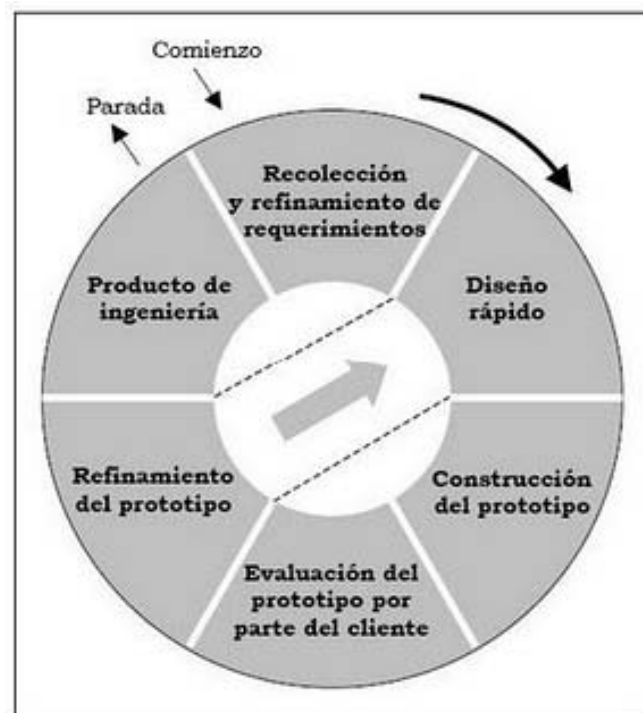 Comienzo
Parada
Recolección
y refinamiento de
requerimientos
Diseño
rápido
Construcción
del prototipo
Evaluación del
prototipo por
parte del cliente
Refinamiento
del prototipo
Producto de
ingeniería